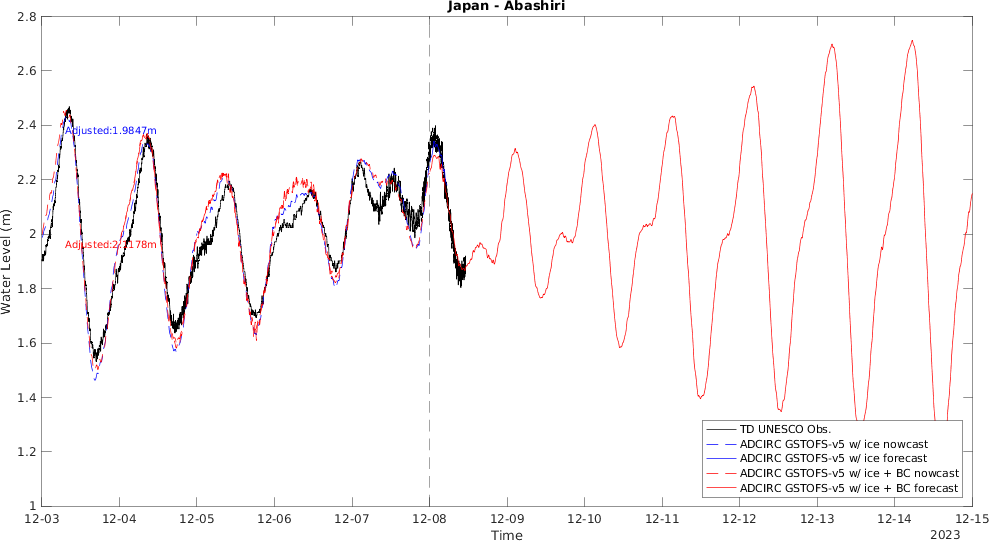 Japan - Abashiri
2.8
2.6
2.4
2.2
2
1.8
1.6
1.4
1.2
1
Water Level (m)
Adjusted:1.9847m
TD UNESCO Obs.
ADCIRC GSTOFS-v5 w/ ice nowcast
ADCIRC GSTOFS-v5 w/ ice forecast
ADCIRC GSTOFS-v5 w/ ice + BC nowcast
ADCIRC GSTOFS-v5 w/ ice + BC forecast
12-03 12-04 12-05 12-06 12-07 12-08 12-09 12-10 12-11 12-12 12-13 12-14 12-15
Time
2023